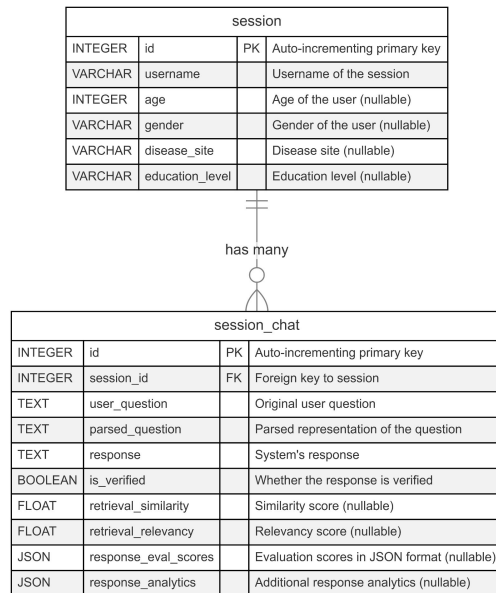 session
INTEGER id PK Auto-incrementing primary key
VARCHAR username Username of the session
INTEGER age Age of the user (nullable)
VARCHAR gender Gender of the user (nullable)
VARCHAR disease_site Disease site (nullable)
VARCHAR education_level Education level (nullable)
has many
session_chat
INTEGER id PK Auto-incrementing primary key
INTEGER session_id FK Foreign key to session
TEXT user_question Original user question
TEXT parsed_question Parsed representation of the question
TEXT response System's response
BOOLEAN is_verified Whether the response is verified
FLOAT retrieval_similarity Similarity score (nullable)
FLOAT retrieval_relevancy Relevancy score (nullable)
JSON response_eval_scores Evaluation scores in JSON format (nullable)
JSON response_analytics Additional response analytics (nullable)